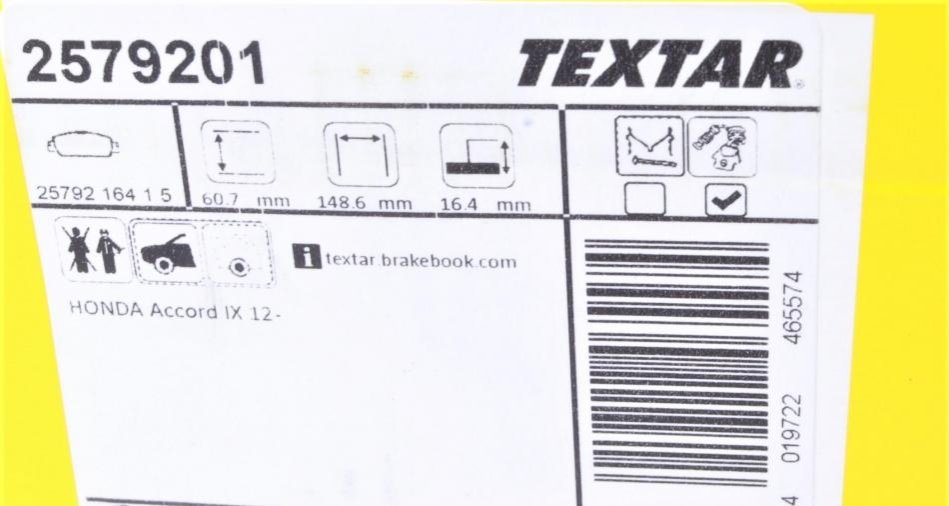 2579201
TEXTAR
25792 164 1 5
60.7 mm
148.6 mm
16.4 mm
i textar.brakebook.com
HONDA Accord IX 12-
4 019722 465574